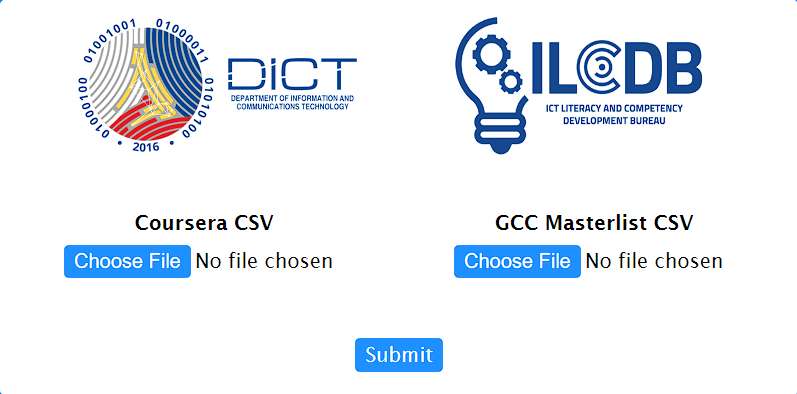 01000100 01001001 01000011 01010100
• 2016 •
DICT
DEPARTMENT OF INFORMATION AND
COMMUNICATIONS TECHNOLOGY
ILCDB
ICT LITERACY AND COMPETENCY
DEVELOPMENT BUREAU
Coursera CSV
Choose File No file chosen
GCC Masterlist CSV
Choose File No file chosen
Submit